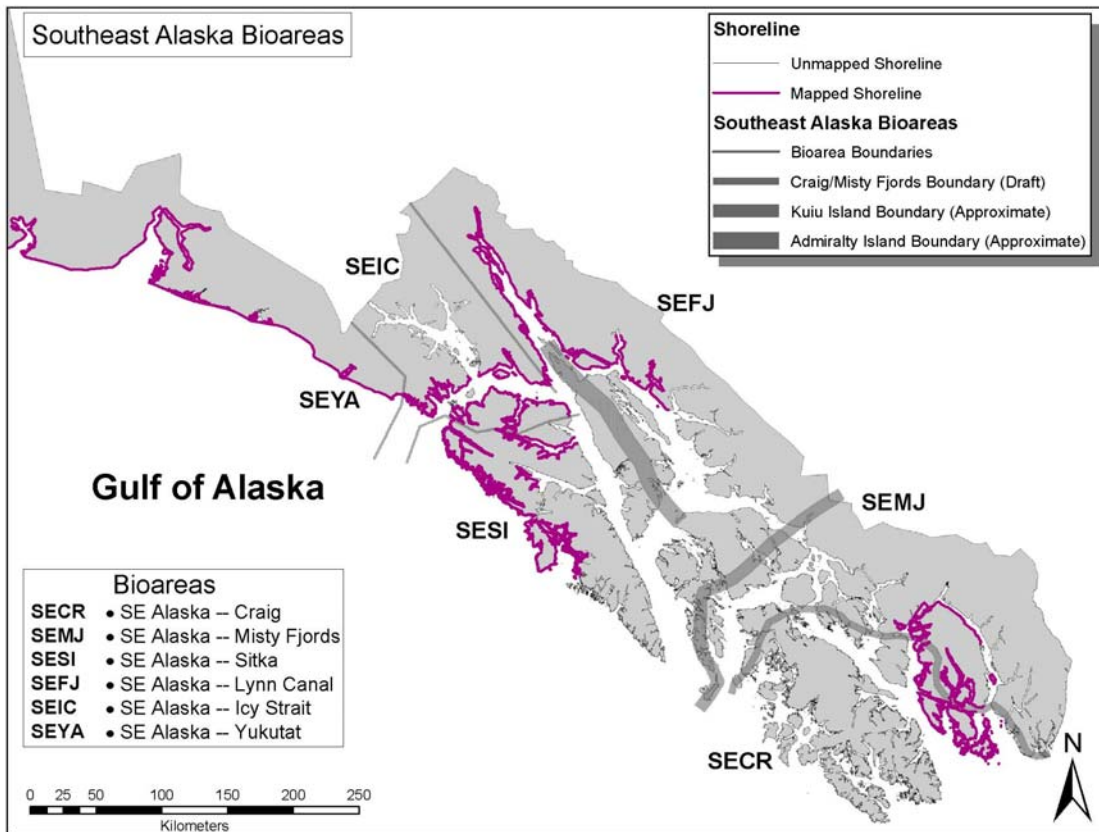 Southeast Alaska Bioareas
Shoreline
Unmapped Shoreline
Mapped Shoreline
Southeast Alaska Bioareas
Bioarea Boundaries
Craig/Misty Fjords Boundary (Draft)
Kuiu Island Boundary (Approximate)
Admiralty Island Boundary (Approximate)
SEIC
SEFJ
SEYA
Gulf of Alaska
SEMJ
SESI
SECR
Bioareas
SECR • SE Alaska -- Craig
SEMJ • SE Alaska -- Misty Fjords
SESI • SE Alaska -- Sitka
SEFJ • SE Alaska -- Lynn Canal
SEIC • SE Alaska -- Icy Strait
SEYA • SE Alaska -- Yukutat
N
0 25 50 100 150 200 250
Kilometers